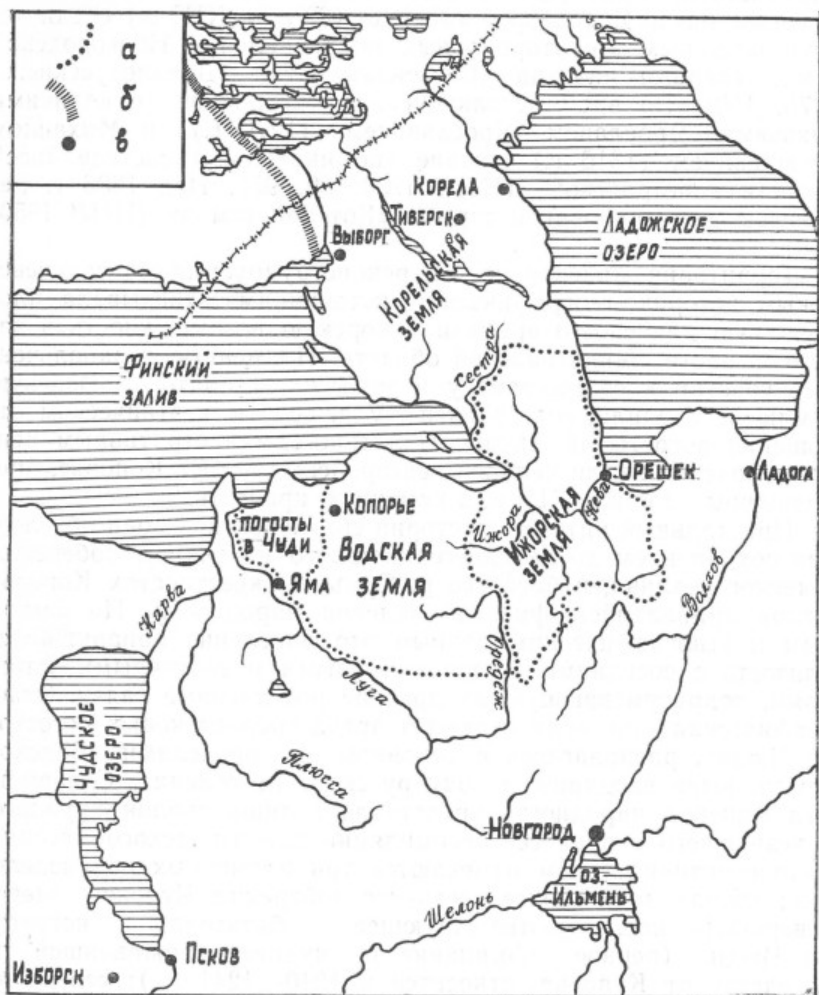 а
б
в
КОРЕЛА
ТИВЕРСК
ВЫБОРГ
КОРЕЛЬСКАЯ
ЗЕМЛЯ
ЛАДОЖСКОЕ
ОЗЕРО
ФИНСКИЙ
ЗАЛИВ
Сестра
ОРЕШЕК
ЛАДОГА
Нева
КОПОРЬЕ
ПОГОСТЫ
В ЧУДИ
ВОДСКАЯ
ЗЕМЛЯ
Ижора
ИЖОРСКАЯ
ЗЕМЛЯ
ЯМА
Волхов
Нарва
Оредеж
Луга
ЧУДСКОЕ
ОЗЕРО
Плюсса
НОВГОРОД
ОЗ.
ИЛЬМЕНЬ
Шелонь
ПСКОВ
ИЗБОРСК